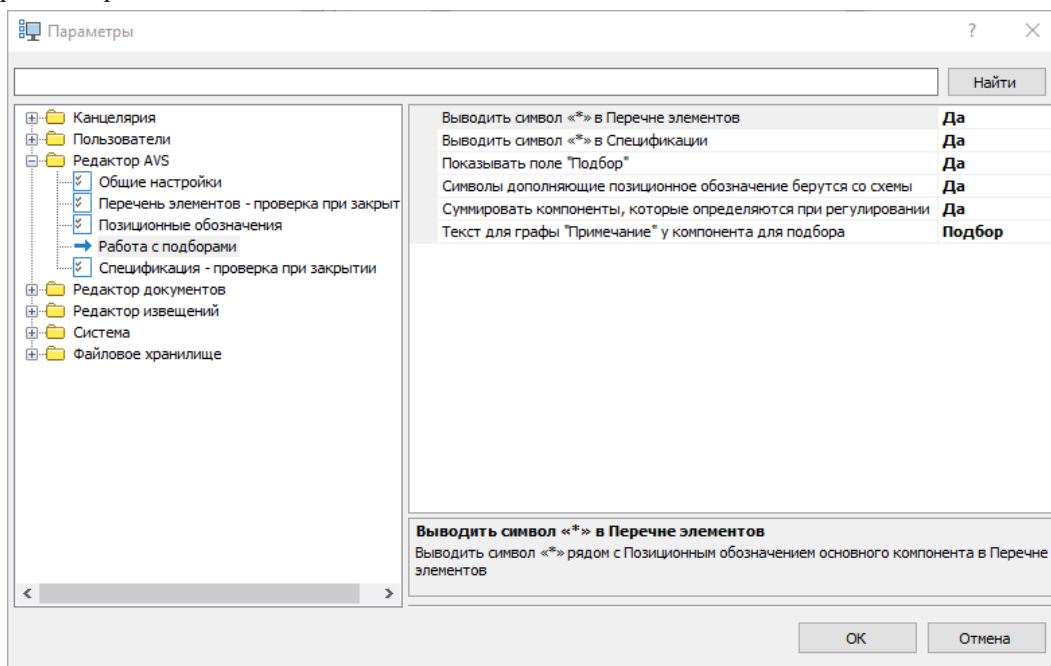 Параметры
?
Найти
Канцелярия
Пользователи
Редактор AVS
Общие настройки
Перечень элементов - проверка при закрыт
Позиционные обозначения
Работа с подборами
Спецификация - проверка при закрытии
Редактор документов
Редактор извещений
Система
Файловое хранилище
Выводить символ «*» в Перечне элементов Да
Выводить символ «*» в Спецификации Да
Показывать поле "Подбор" Да
Символы дополняющие позиционное обозначение берутся со схемы Да
Суммировать компоненты, которые определяются при регулировании Да
Текст для графы "Примечание" у компонента для подбора Подбор
Выводить символ «*» в Перечне элементов
Выводить символ «*» рядом с Позиционным обозначением основного компонента в Перечне
элементов
ОК
Отмена